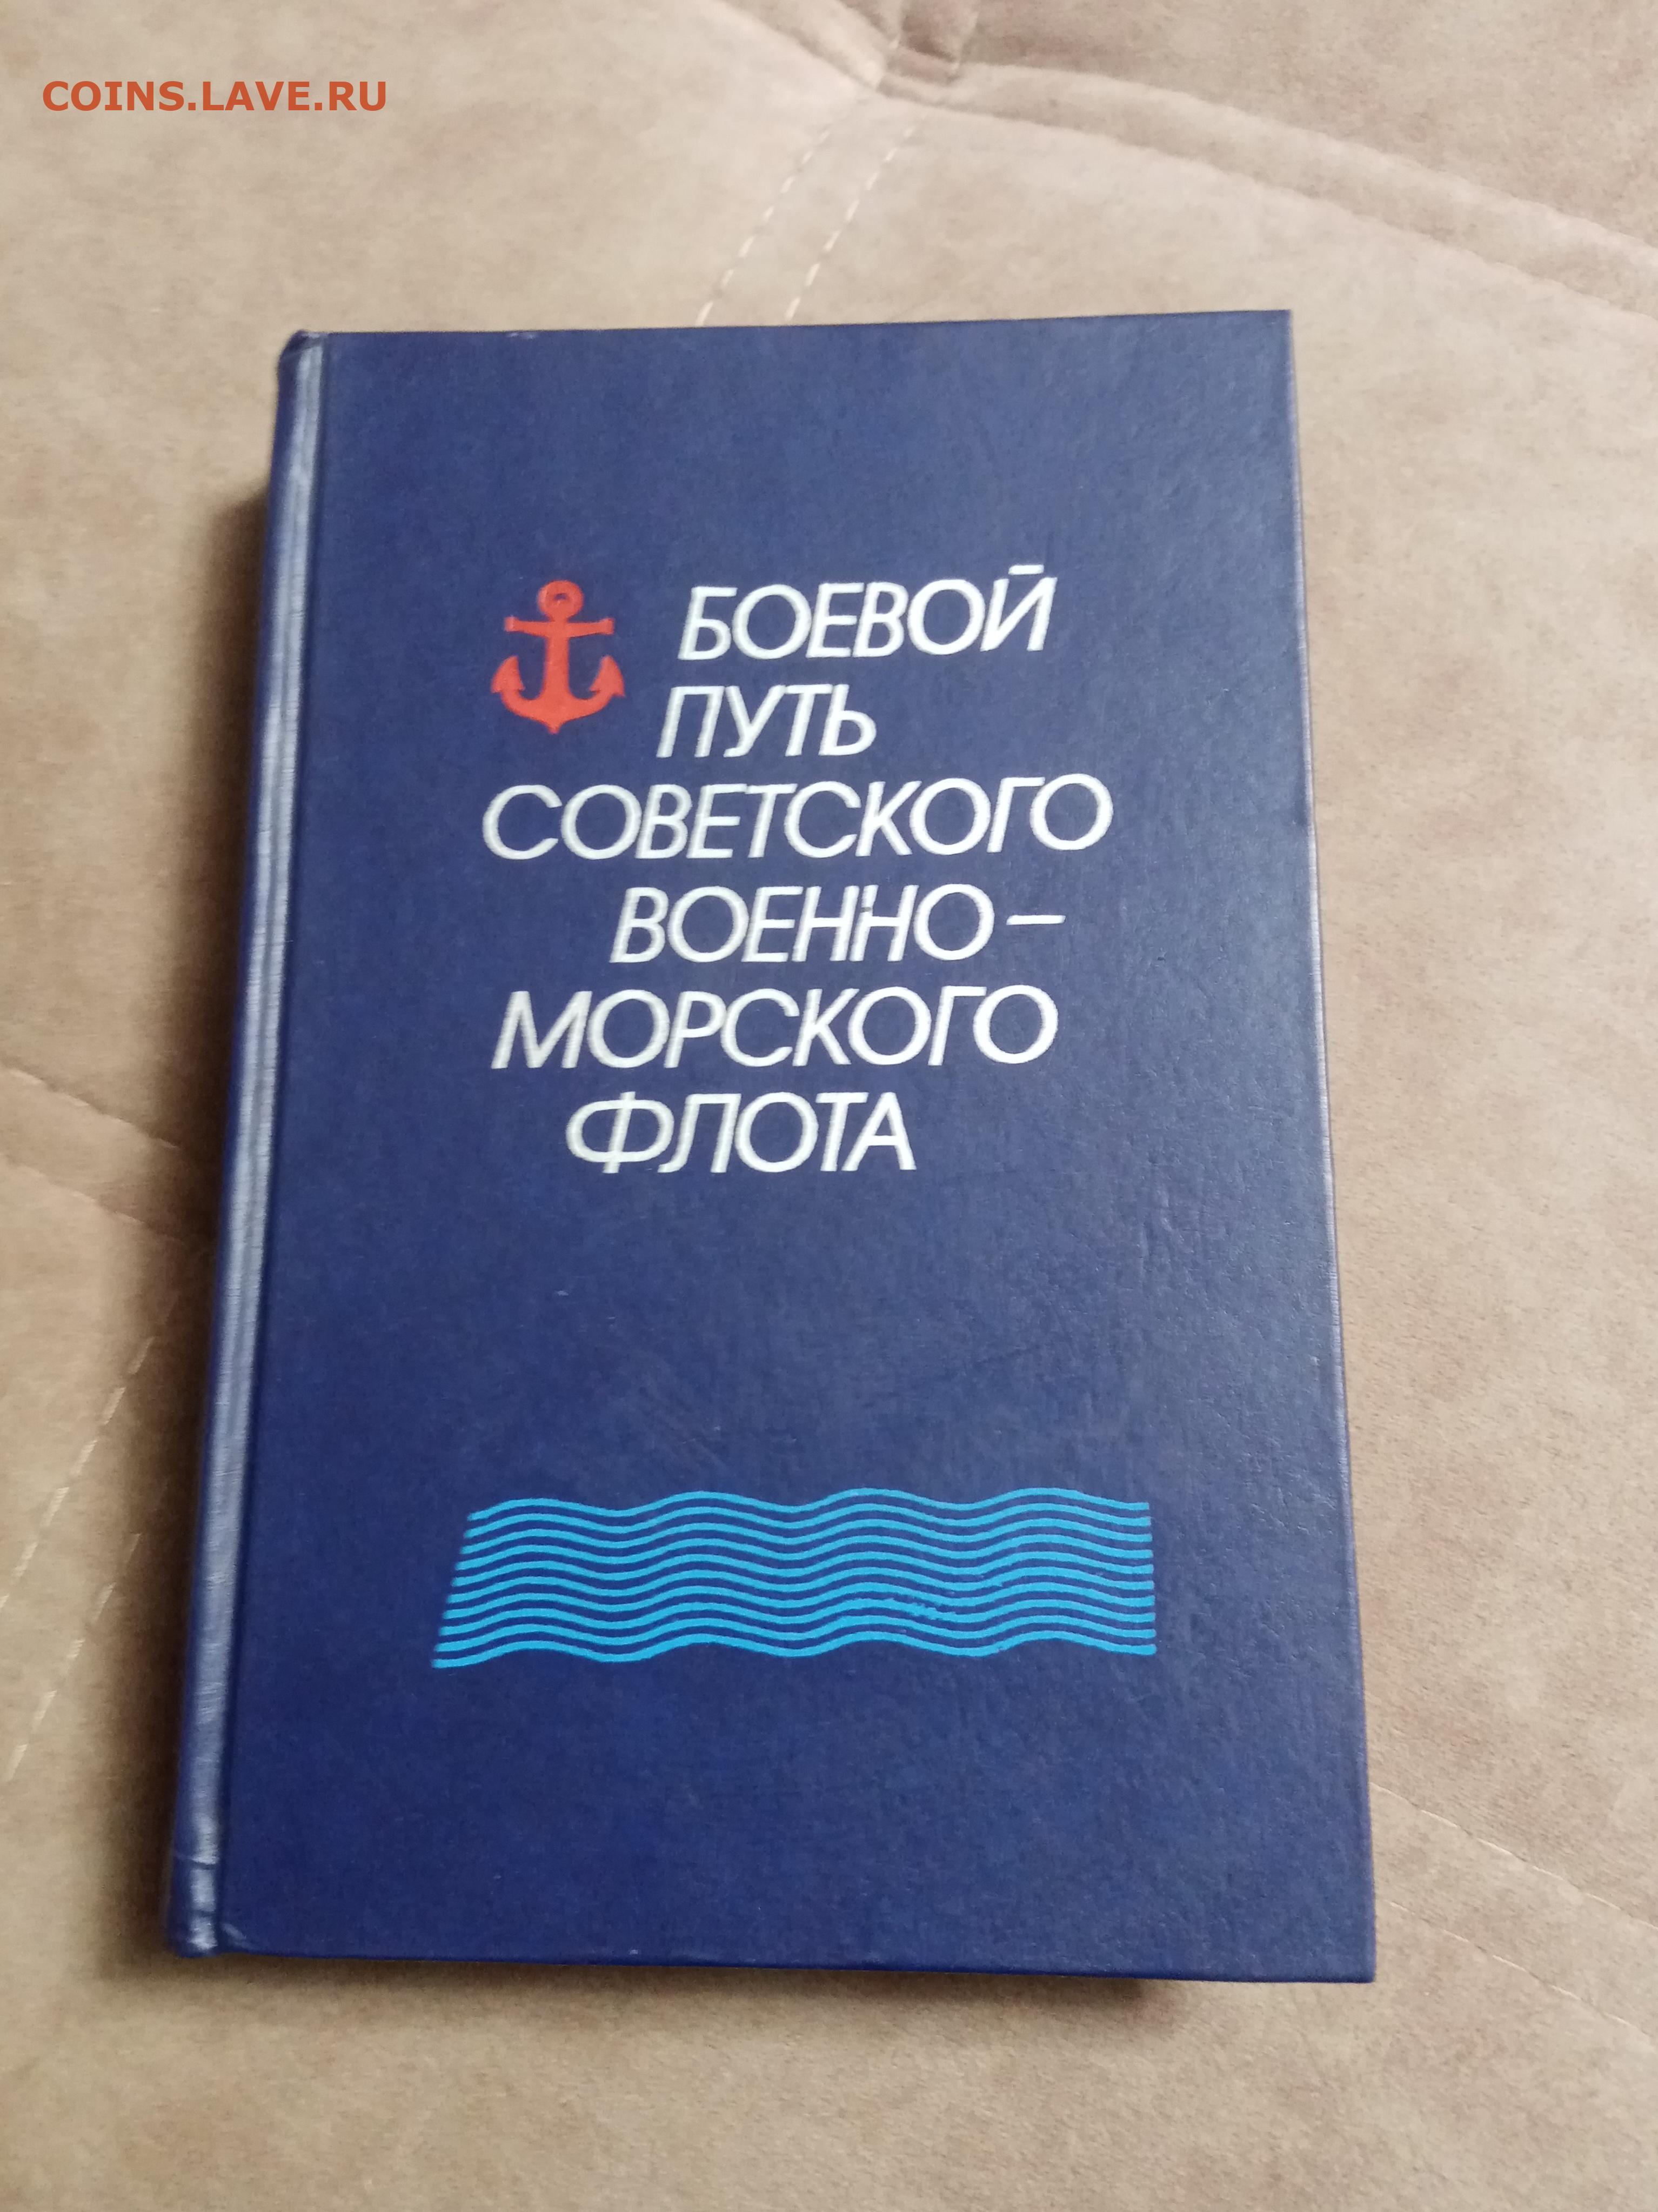 COINS.LAVE.RU
БОЕВОЙ
ПУТЬ
СОВЕТСКОГО
ВОЕННО-
МОРСКОГО
ФЛОТА